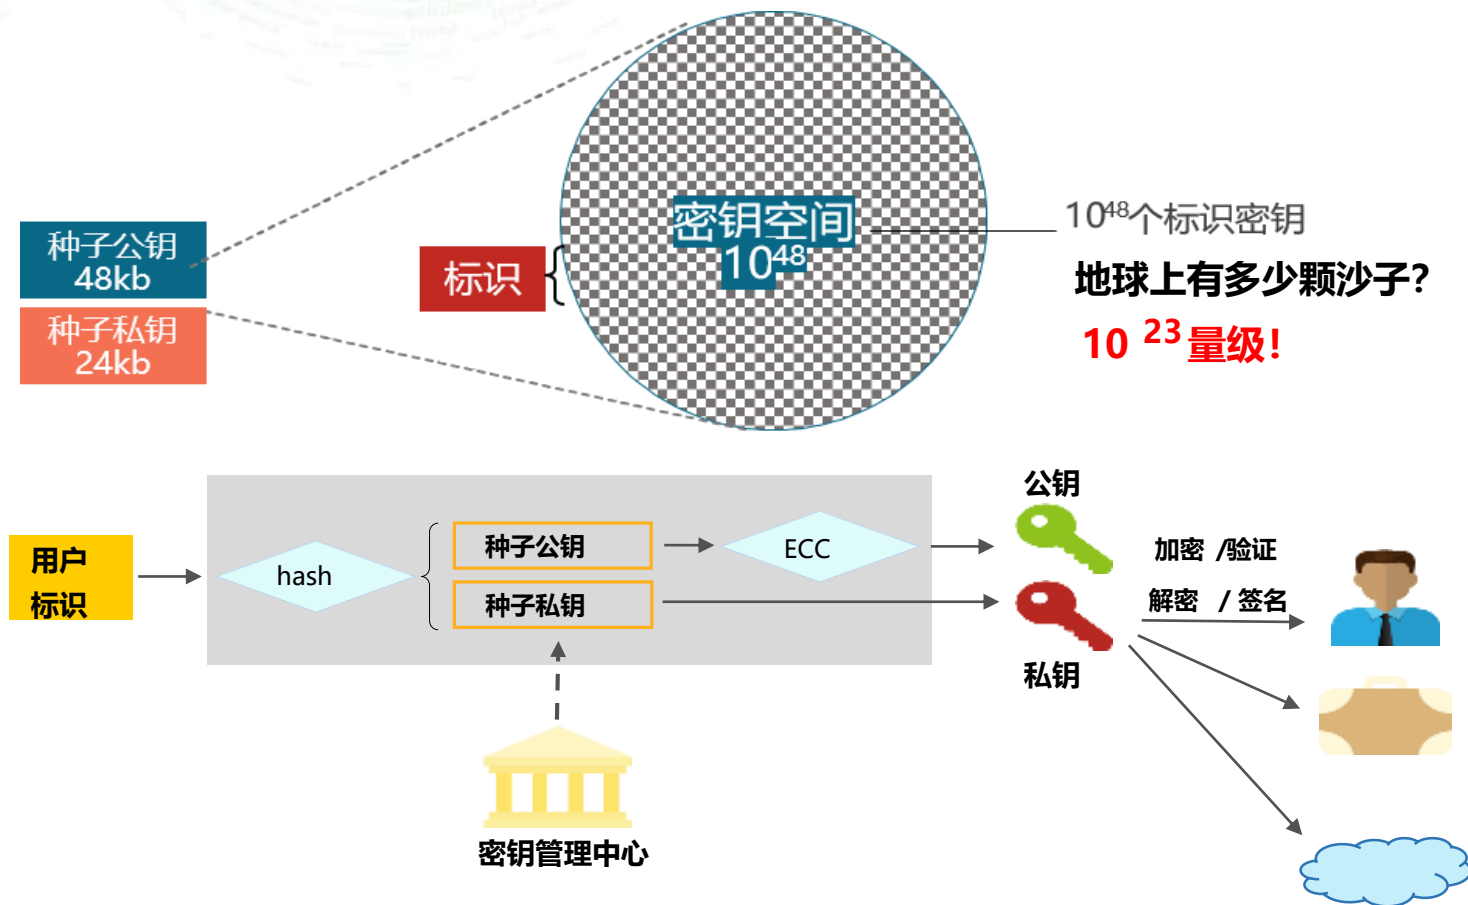 种子公钥
48kb
种子私钥
24kb
标识
密钥空间
10⁴⁸
10⁴⁸个标识密钥
地球上有多少颗沙子？
10 ²³ 量级！
用户
标识
hash
种子公钥
种子私钥
ECC
公钥
私钥
加密 /验证
解密 / 签名
密钥管理中心